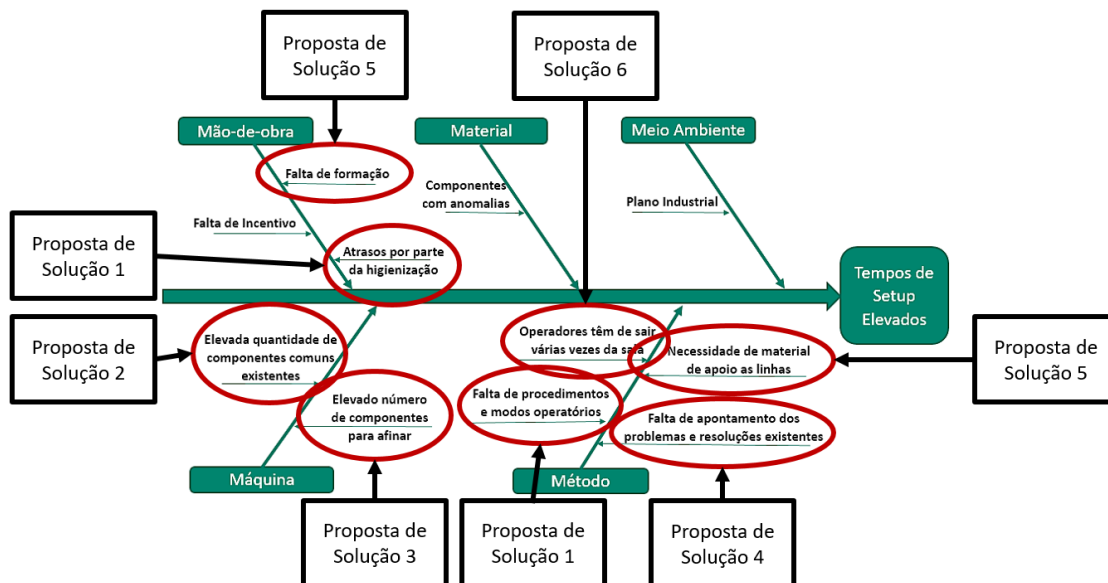 Proposta de
Solução 5
Proposta de
Solução 6
Mão-de-obra
Material
Meio Ambiente
Falta de formação
Componentes
com anomalias
Plano Industrial
Falta de Incentivo
Proposta de
Solução 1
Atrasos por parte
da higienização
Tempos de
Setup
Elevados
Proposta de
Solução 2
Elevada quantidade de
componentes comuns
existentes
Operadores têm de sair
várias vezes da sala
Necessidade de material
de apoio as linhas
Proposta de
Solução 5
Elevado número
de componentes
para afinar
Falta de procedimentos
e modos operatórios
Falta de apontamento dos
problemas e resoluções existentes
Máquina
Método
Proposta de
Solução 3
Proposta de
Solução 1
Proposta de
Solução 4